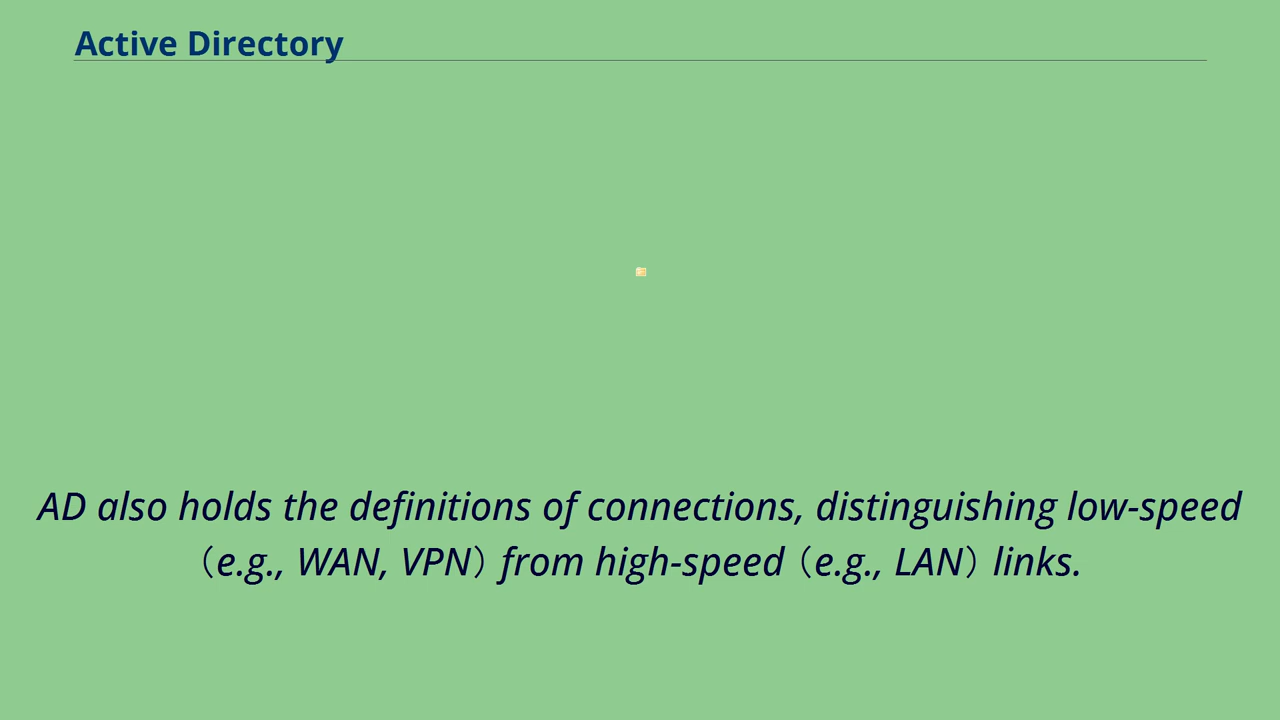 Active Directory
AD also holds the definitions of connections, distinguishing low-speed
（e.g., WAN, VPN）from high-speed（e.g., LAN）links.